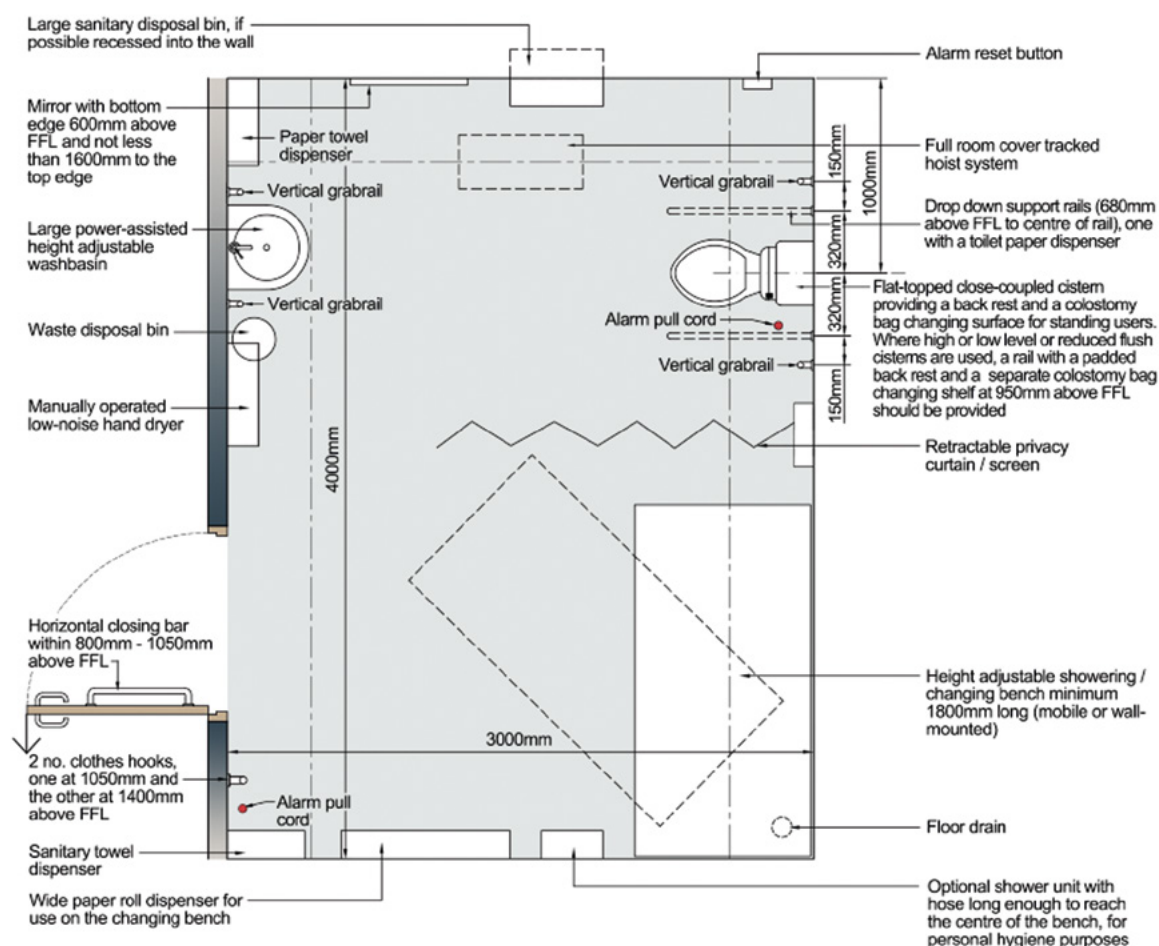 Large sanitary disposal bin, if
possible recessed into the wall
Alarm reset button
Mirror with bottom
edge 600mm above
FFL and not less
than 1600mm to the
top edge
Paper towel
dispenser
Full room cover tracked
hoist system
150mm
1000mm
Vertical grabrail
Vertical grabrail
Drop down support rails (680mm
above FFL to centre of rail), one
with a toilet paper dispenser
Large power-assisted
height adjustable
washbasin
320mm
Vertical grabrail
320mm
Flat-topped close-coupled cistern
providing a back rest and a colostomy
bag changing surface for standing users.
Where high or low level or reduced flush
cisterns are used, a rail with a padded
back rest and a separate colostomy bag
changing shelf at 950mm above FFL
should be provided
Waste disposal bin
Alarm pull cord
Vertical grabrail
150mm
Manually operated
low-noise hand dryer
Retractable privacy
curtain / screen
4000mm
Horizontal closing bar
within 800mm - 1050mm
above FFL
Height adjustable showering /
changing bench minimum
1800mm long (mobile or wall-
mounted)
3000mm
2 no. clothes hooks,
one at 1050mm and
the other at 1400mm
above FFL
Alarm pull
cord
Floor drain
Sanitary towel
dispenser
Wide paper roll dispenser for
use on the changing bench
Optional shower unit with
hose long enough to reach
the centre of the bench, for
personal hygiene purposes